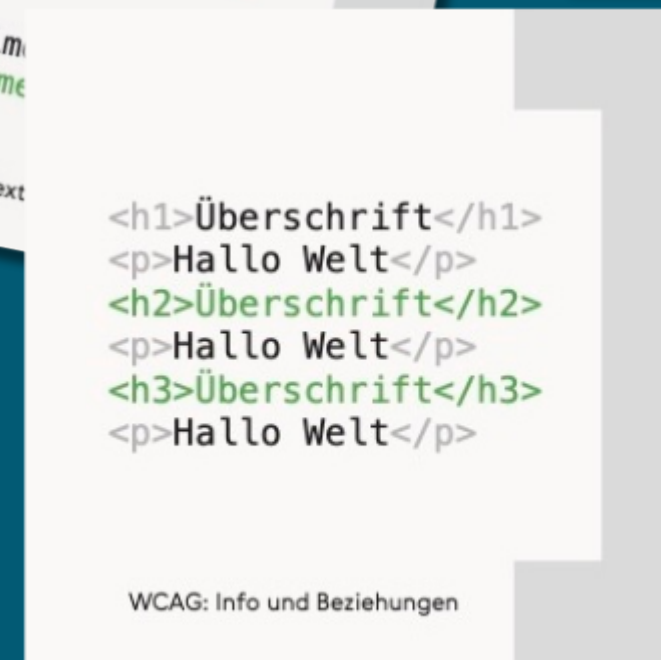 <h1>Überschrift</h1>
<p>Hallo Welt</p>
<h2>Überschrift</h2>
<p>Hallo Welt</p>
<h3>Überschrift</h3>
<p>Hallo Welt</p>
WCAG: Info und Beziehungen